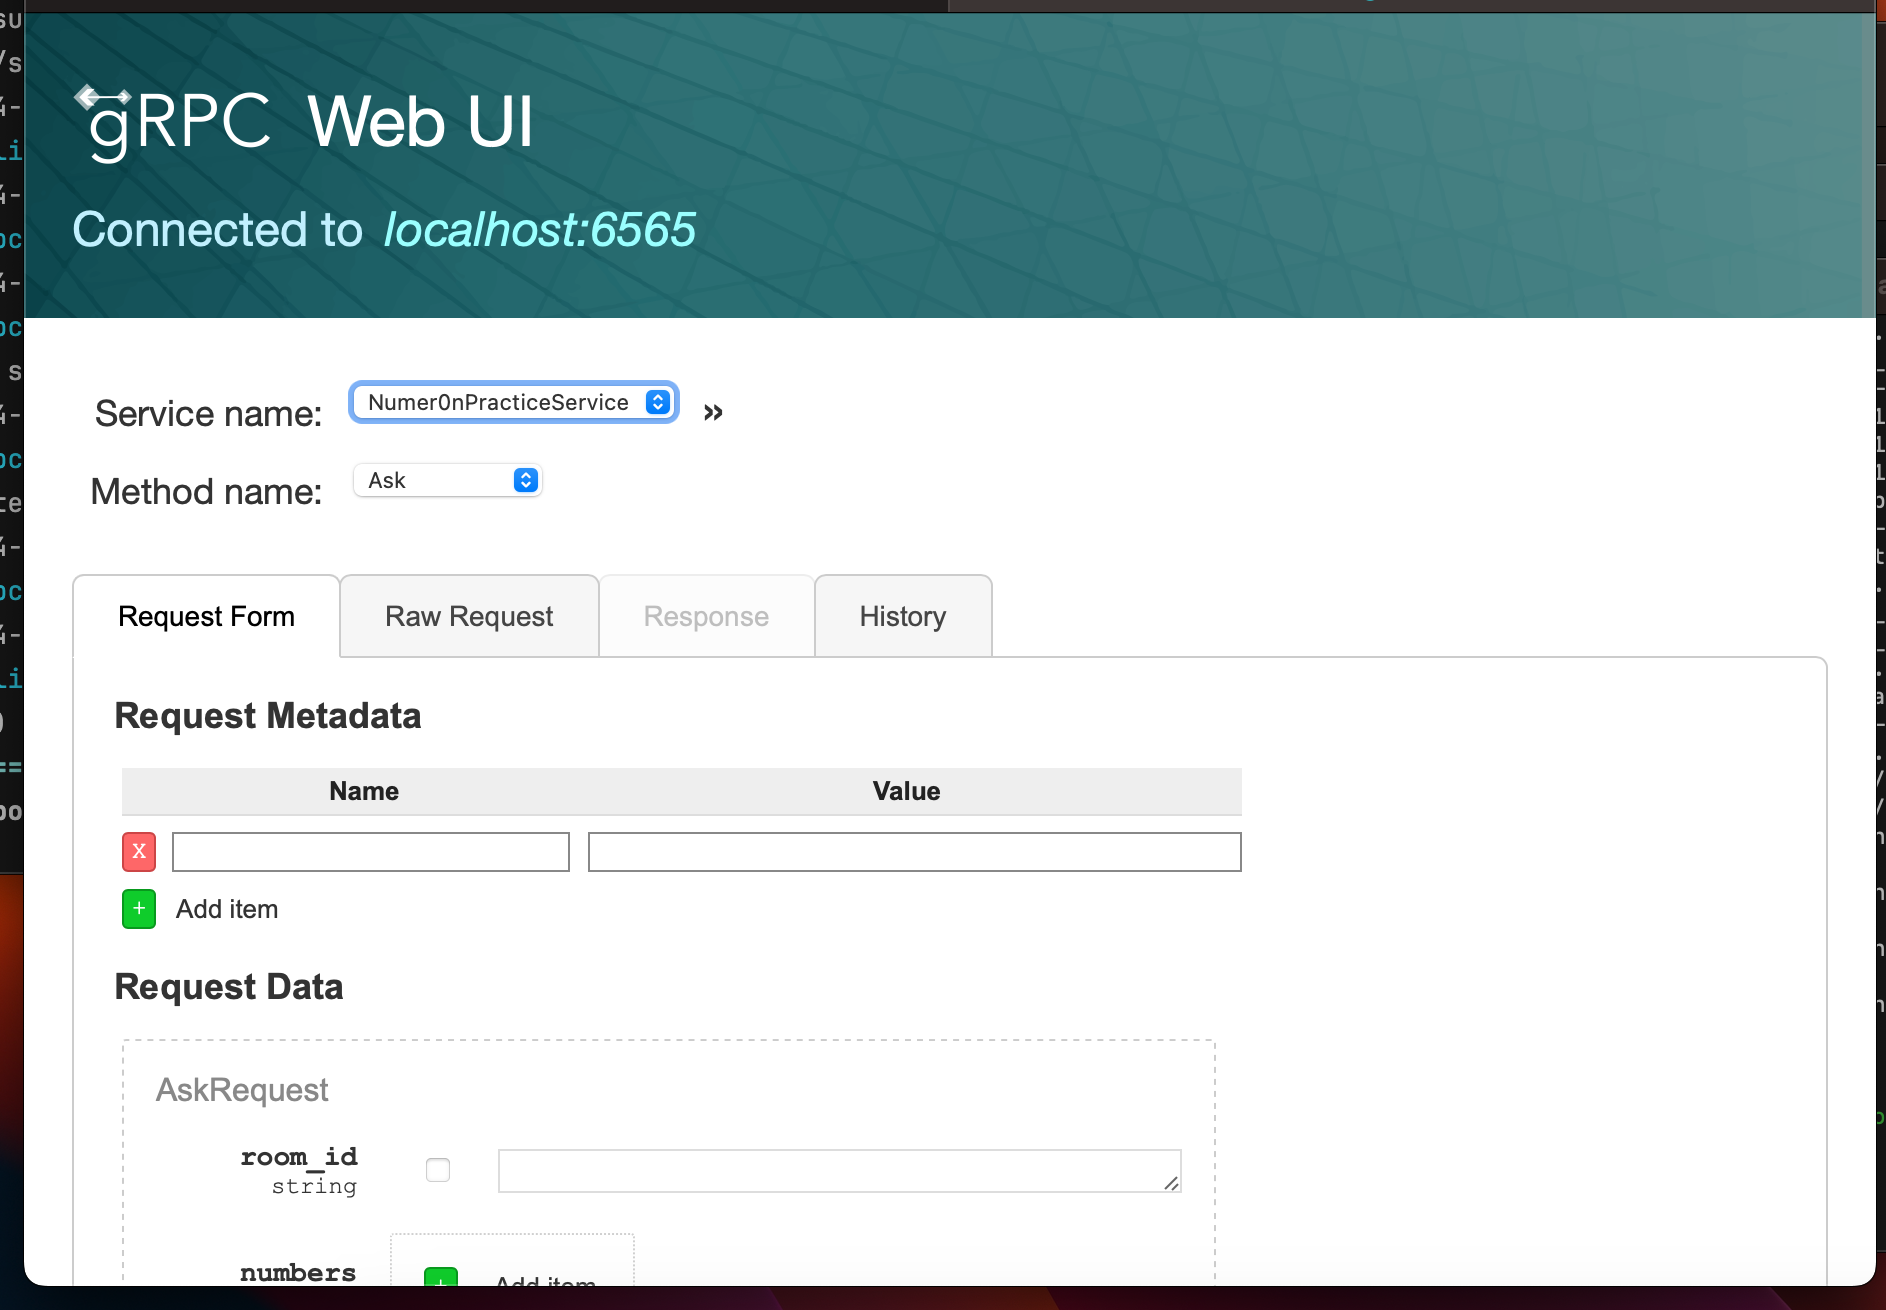 gRPC Web UI
Connected to localhost:6565
Service name: Numer0nPracticeService »
Method name: Ask
Request Form Raw Request Response History
Request Metadata
Name Value
X
+ Add item
Request Data
AskRequest
room_id
string
numbers
+ Add item